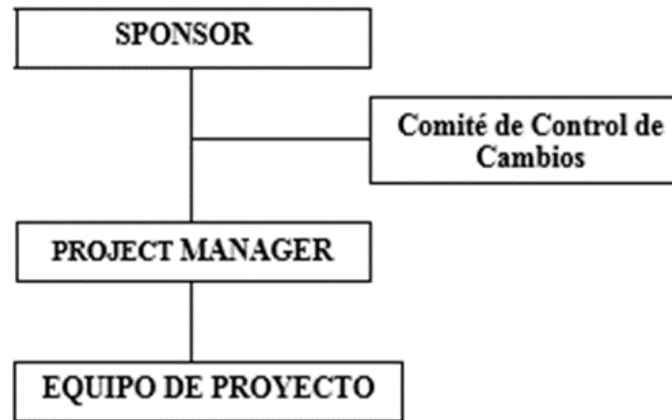 SPONSOR
Comité de Control de
Cambios
PROJECT MANAGER
EQUIPO DE PROYECTO